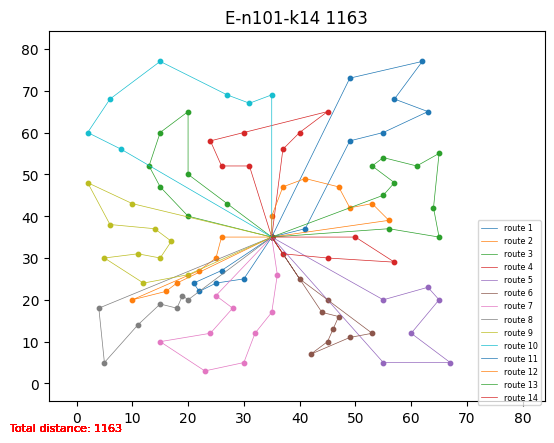 E-n101-k14 1163
80
70
60
50
40
30
20
10
0
0 10 20 30 40 50 60 70 80
route 1
route 2
route 3
route 4
route 5
route 6
route 7
route 8
route 9
route 10
route 11
route 12
route 13
route 14
Total distance: 1163